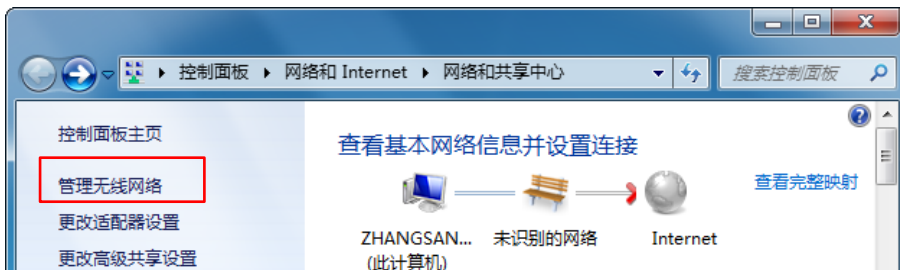 控制面板 ▸ 网络和 Internet ▸ 网络和共享中心
搜索控制面板
控制面板主页
管理无线网络
更改适配器设置
更改高级共享设置
查看基本网络信息并设置连接
查看完整映射
ZHANGSAN...
(此计算机)
未识别的网络
Internet